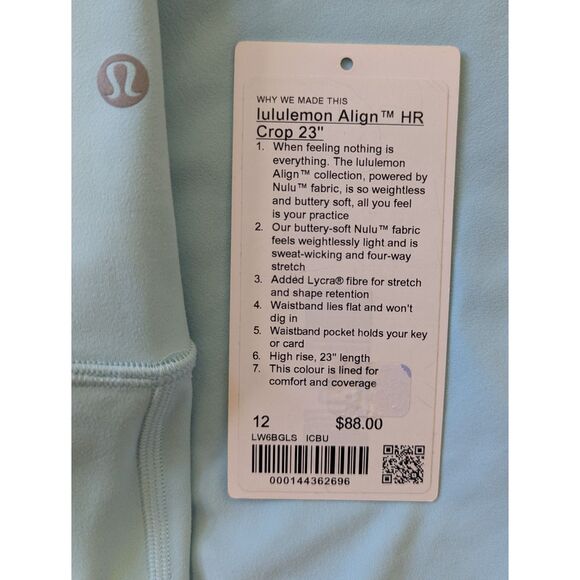 WHY WE MADE THIS
lululemon Align™ HR
Crop 23"
1. When feeling nothing is
everything. The lululemon
Align™ collection, powered by
Nulu™ fabric, is so weightless
and buttery soft, all you feel
is your practice
2. Our buttery-soft Nulu™ fabric
feels weightlessly light and is
sweat-wicking and four-way
stretch
3. Added Lycra® fibre for stretch
and shape retention
4. Waistband lies flat and won't
dig in
5. Waistband pocket holds your key
or card
6. High rise, 23" length
7. This colour is lined for
comfort and coverage
12 $88.00
LW6BGLS ICBU
000144362696